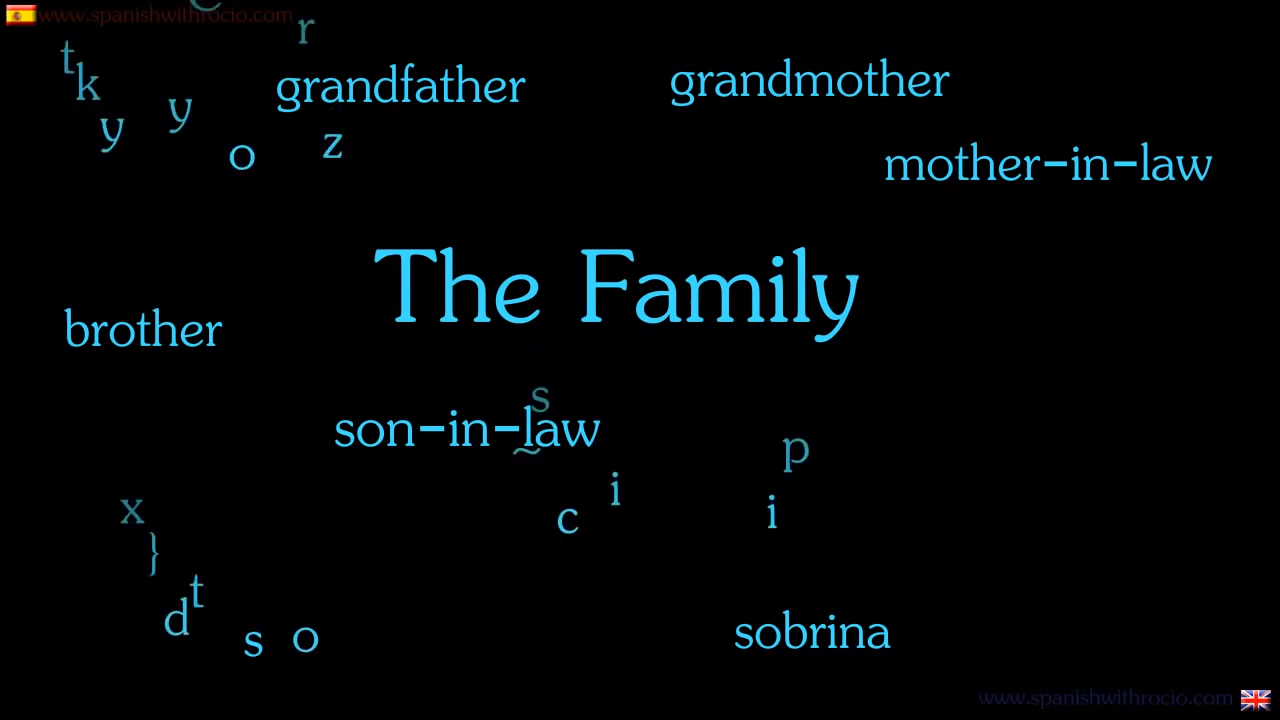 www.spanishwithrocio.com
r
t
k
grandfather
grandmother
y
y
o
z
mother-in-law
The Family
brother
s
son-in-law
~
p
i
c
i
x
}
t
d
s
o
sobrina
www.spanishwithrocio.com